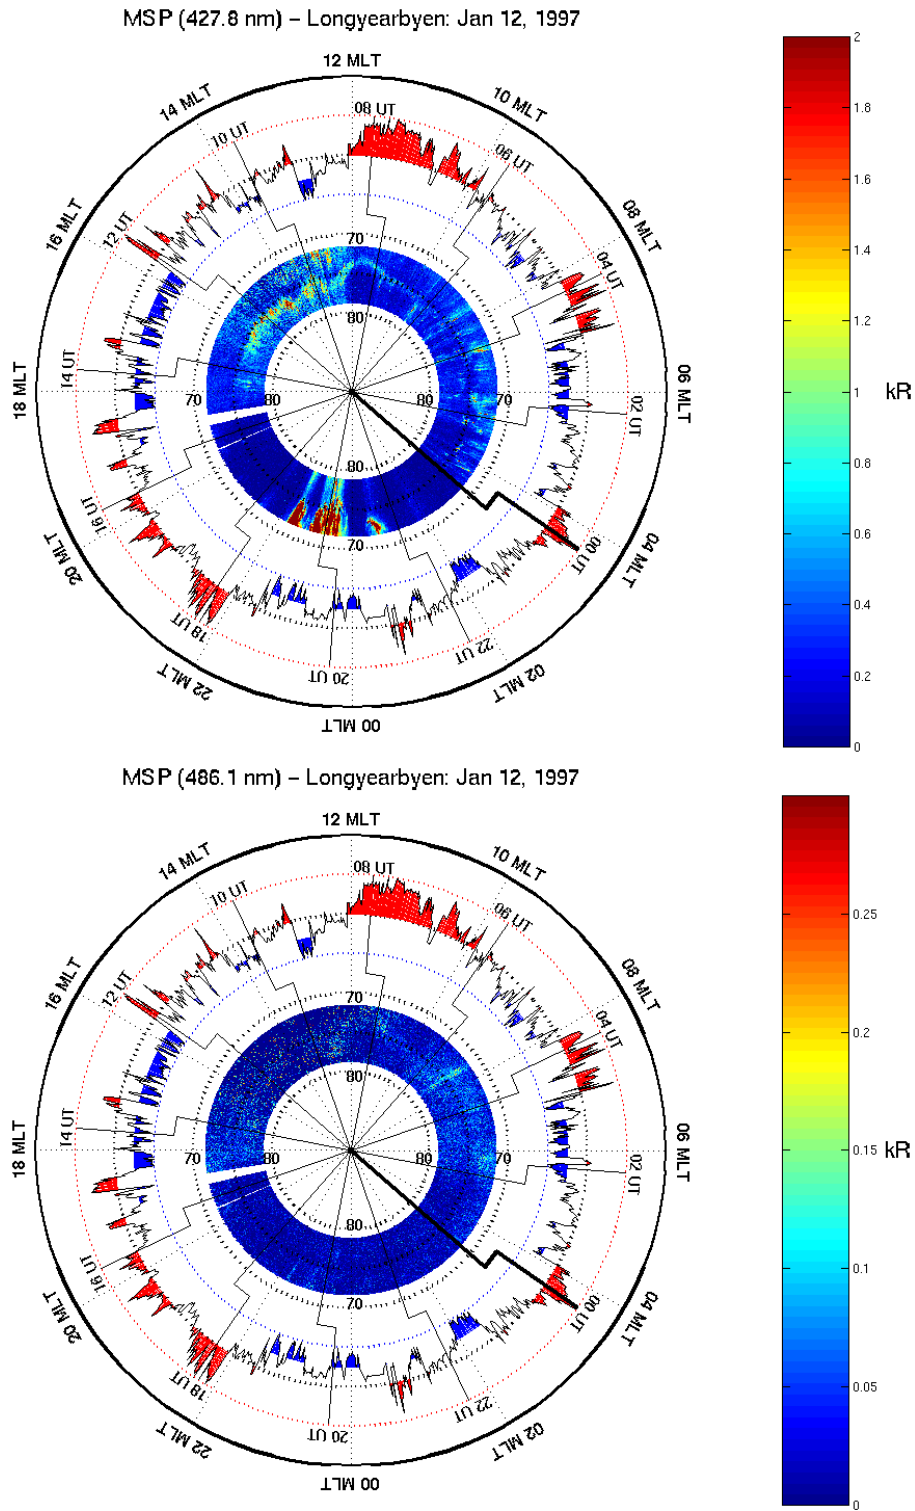 MSP (427.8 nm) – Longyearbyen: Jan 12, 1997
12 MLT
14 MLT
10 MLT
08 UT
10 UT
06 UT
16 MLT
08 MLT
12 UT
04 UT
70
80
18 MLT
14 UT
70
80
80
70
02 UT
06 MLT
80
16 UT
70
00 UT
04 MLT
20 MLT
18 UT
20 UT
22 UT
22 MLT
02 MLT
00 MLT
2
1.8
1.6
1.4
1.2
1
kR
0.8
0.6
0.4
0.2
0
MSP (486.1 nm) – Longyearbyen: Jan 12, 1997
12 MLT
14 MLT
10 MLT
08 UT
10 UT
06 UT
16 MLT
08 MLT
12 UT
04 UT
70
80
18 MLT
14 UT
70
80
80
70
02 UT
06 MLT
80
16 UT
70
00 UT
04 MLT
20 MLT
18 UT
20 UT
22 UT
22 MLT
02 MLT
00 MLT
0.25
0.2
0.15
kR
0.1
0.05
0